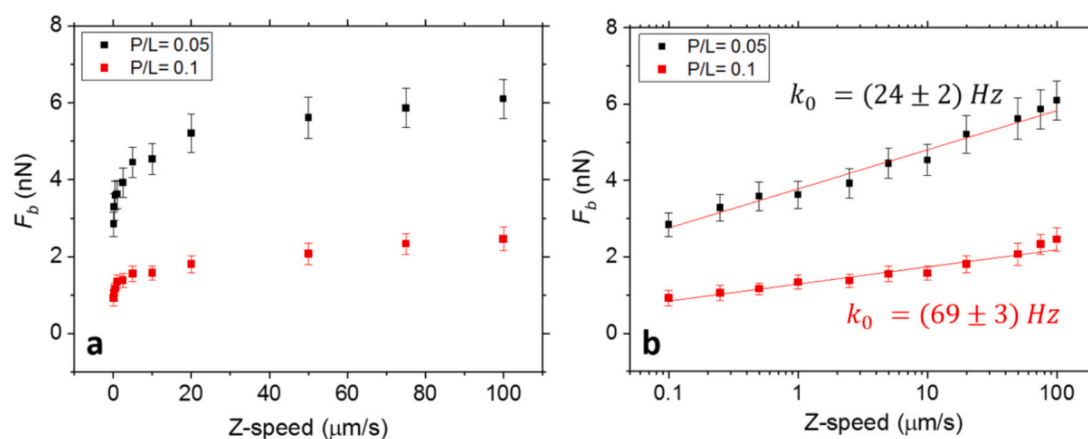 8
P/L= 0.05
P/L= 0.1
6
4
2
0
F_b (nN)
a
0 20 40 60 80 100
Z-speed (μm/s)
8
P/L= 0.05
P/L= 0.1
k₀ = (24 ± 2) Hz
6
4
2
0
F_b (nN)
k₀ = (69 ± 3) Hz
b
0.1 1 10 100
Z-speed (μm/s)